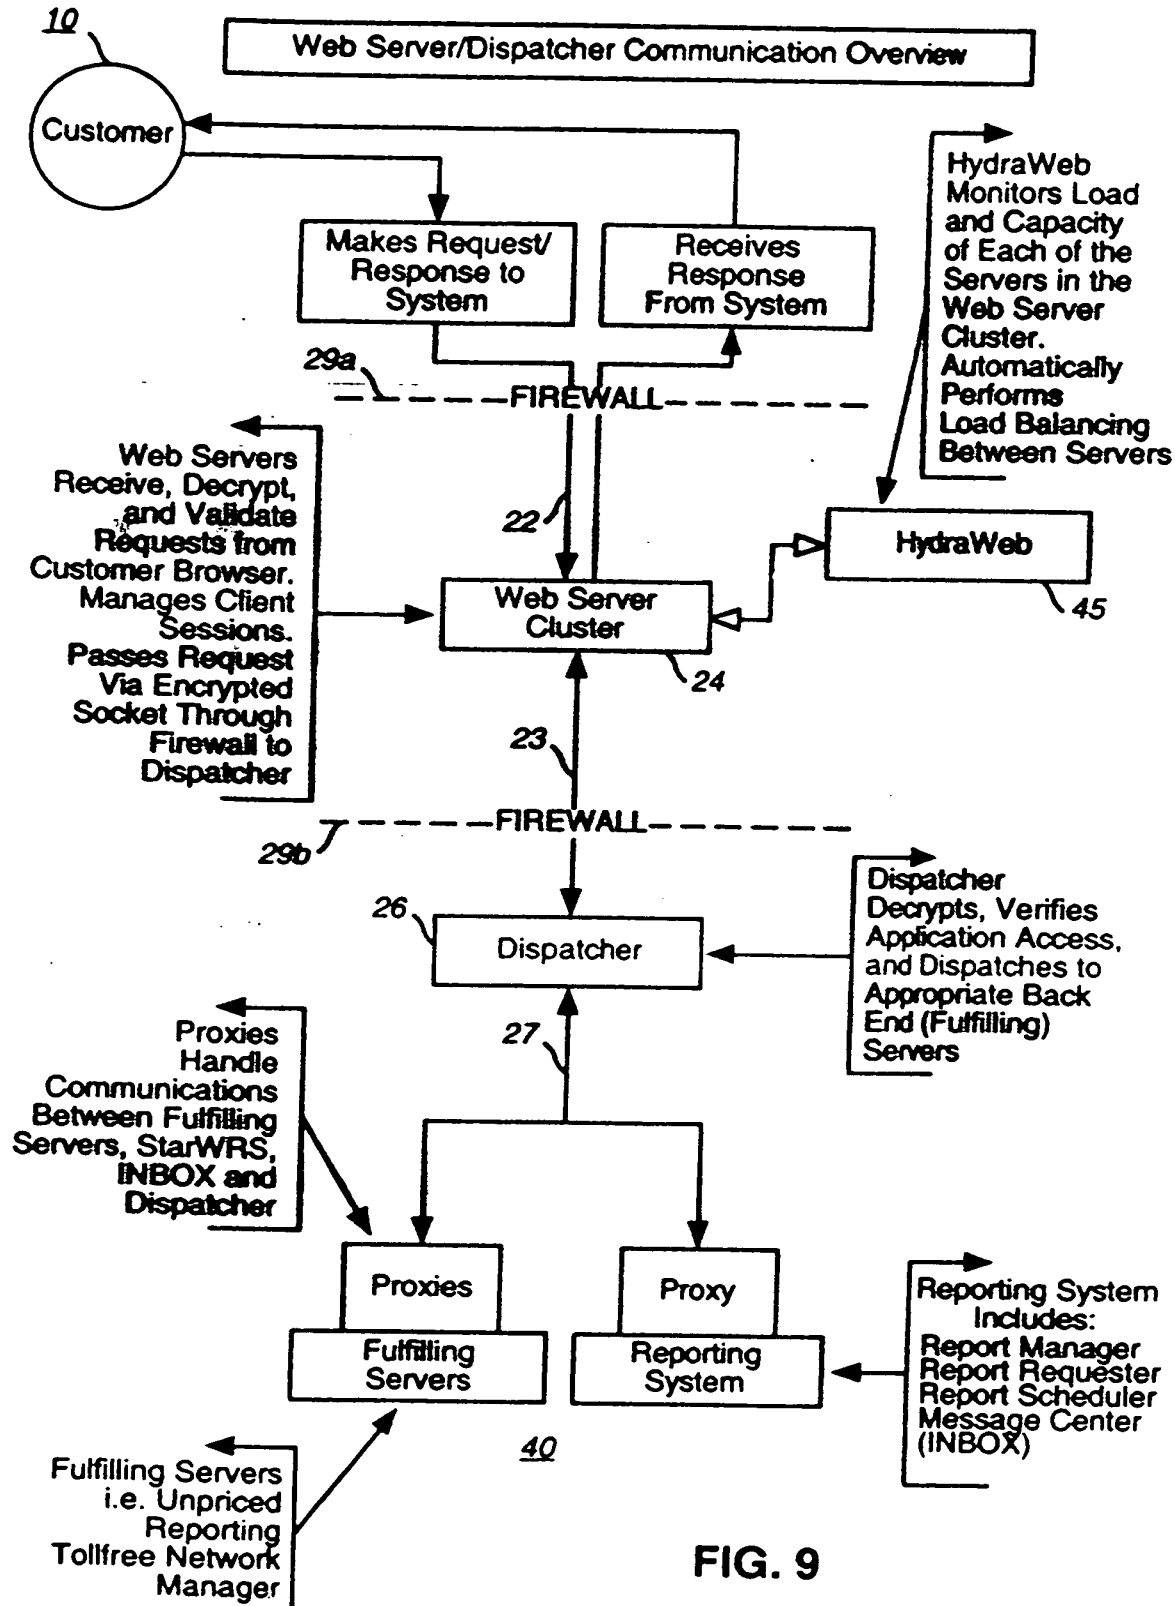 10
Web Server/Dispatcher Communication Overview
Customer
Makes Request/
Response to
System
Receives
Response
From System
HydraWeb
Monitors Load
and Capacity
of Each of the
Servers in the
Web Server
Cluster.
Automatically
Performs
Load Balancing
Between Servers
29a
FIREWALL
Web Servers
Receive, Decrypt,
and Validate
Requests from
Customer Browser.
Manages Client
Sessions.
Passes Request
Via Encrypted
Socket Through
Firewall to
Dispatcher
22
HydraWeb
45
Web Server
Cluster
24
23
FIREWALL
29b
26
Dispatcher
Dispatcher
Decrypts, Verifies
Application Access,
and Dispatches to
Appropriate Back
End (Fulfilling)
Servers
27
Proxies
Handle
Communications
Between Fulfilling
Servers, StarWRS,
INBOX and
Dispatcher
Proxies
Fulfilling
Servers
Proxy
Reporting
System
Reporting System
Includes:
Report Manager
Report Requester
Report Scheduler
Message Center
(INBOX)
40
Fulfilling Servers
i.e. Unpriced
Reporting
Tollfree Network
Manager
FIG. 9